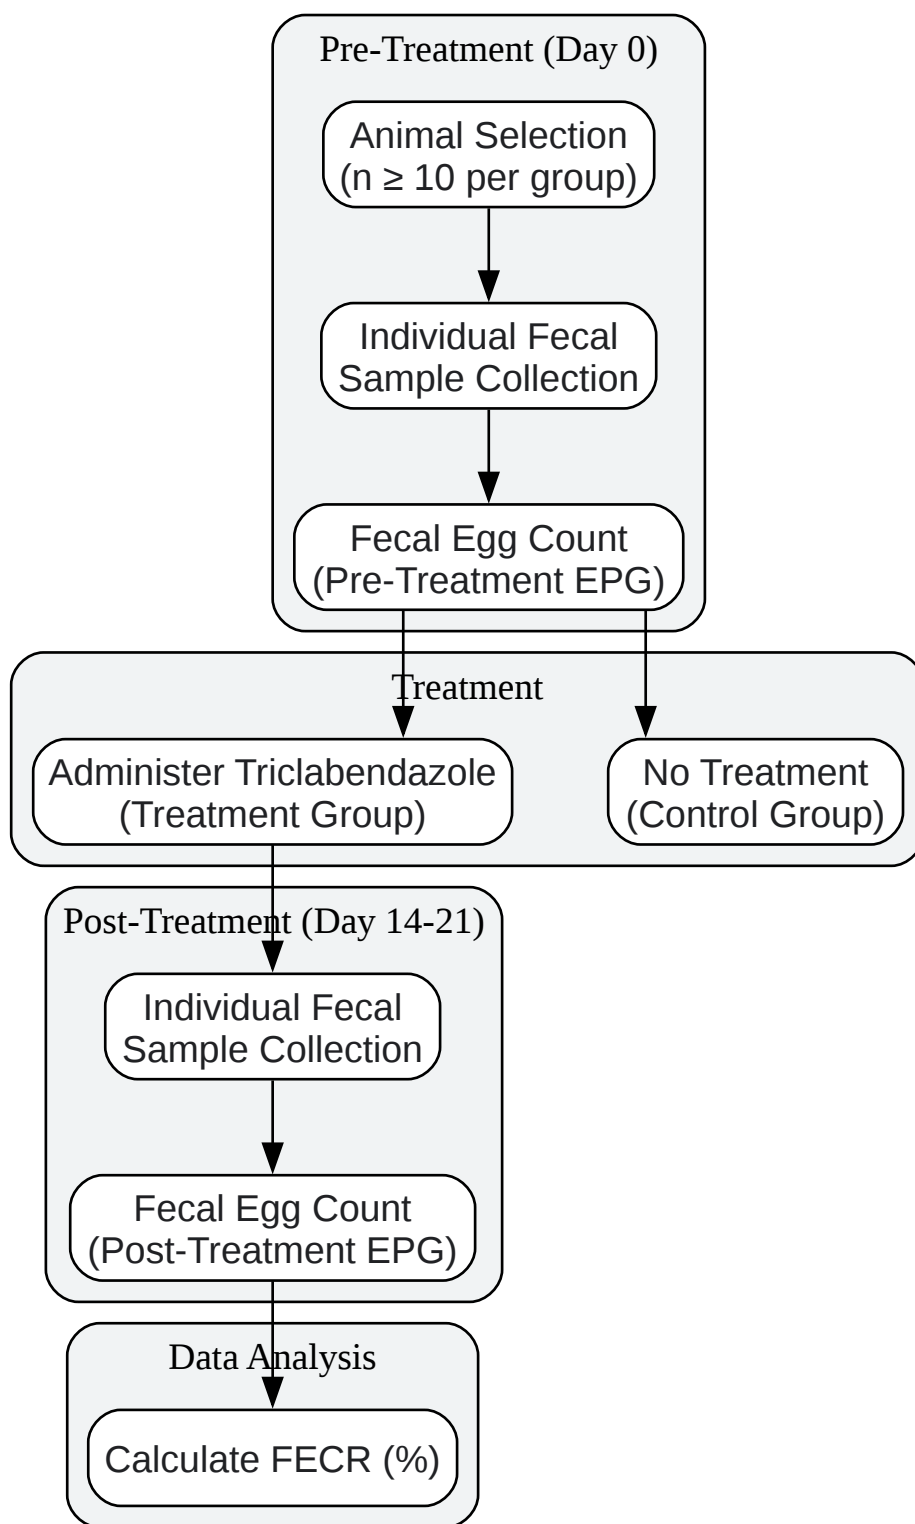 Pre-Treatment (Day 0)
Animal Selection
(n ≥ 10 per group)
Individual Fecal
Sample Collection
Fecal Egg Count
(Pre-Treatment EPG)
Treatment
Administer Triclabendazole
(Treatment Group)
No Treatment
(Control Group)
Post-Treatment (Day 14-21)
Individual Fecal
Sample Collection
Fecal Egg Count
(Post-Treatment EPG)
Data Analysis
Calculate FECR (%)